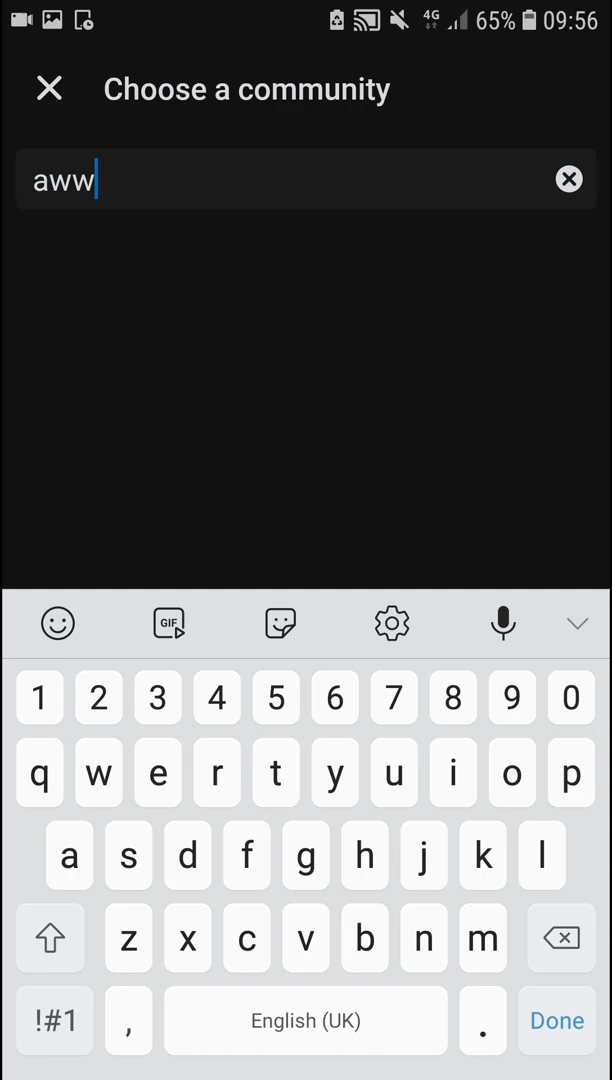 4G 65% 09:56
Choose a community
aww
GIF
1 2 3 4 5 6 7 8 9 0
q w e r t y u i o p
a s d f g h j k l
z x c v b n m
!#1 , English (UK) . Done